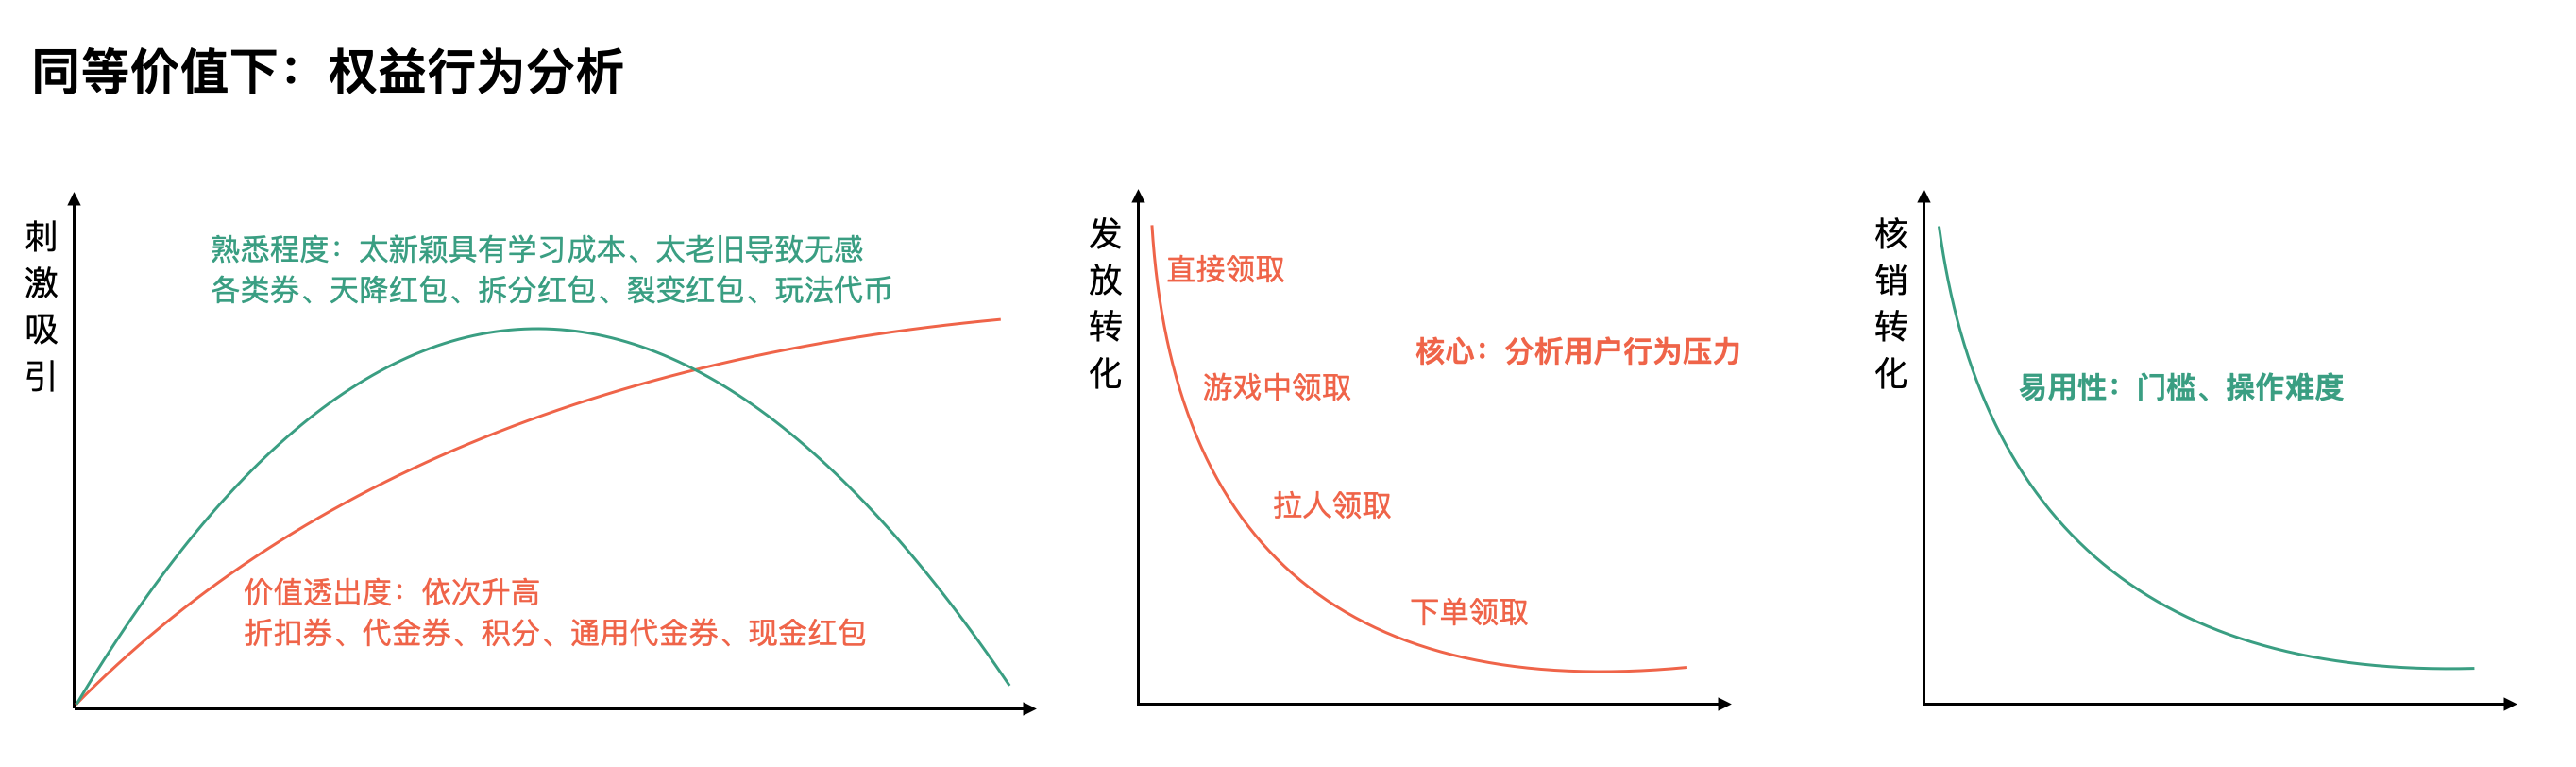 同等价值下：权益行为分析
刺激吸引
熟悉程度：太新颖具有学习成本、太老旧导致无感
各类券、天降红包、拆分红包、裂变红包、玩法代币
价值透出度：依次升高
折扣券、代金券、积分、通用代金券、现金红包
发放转化
直接领取
核心：分析用户行为压力
游戏中领取
拉人领取
下单领取
核销转化
易用性：门槛、操作难度